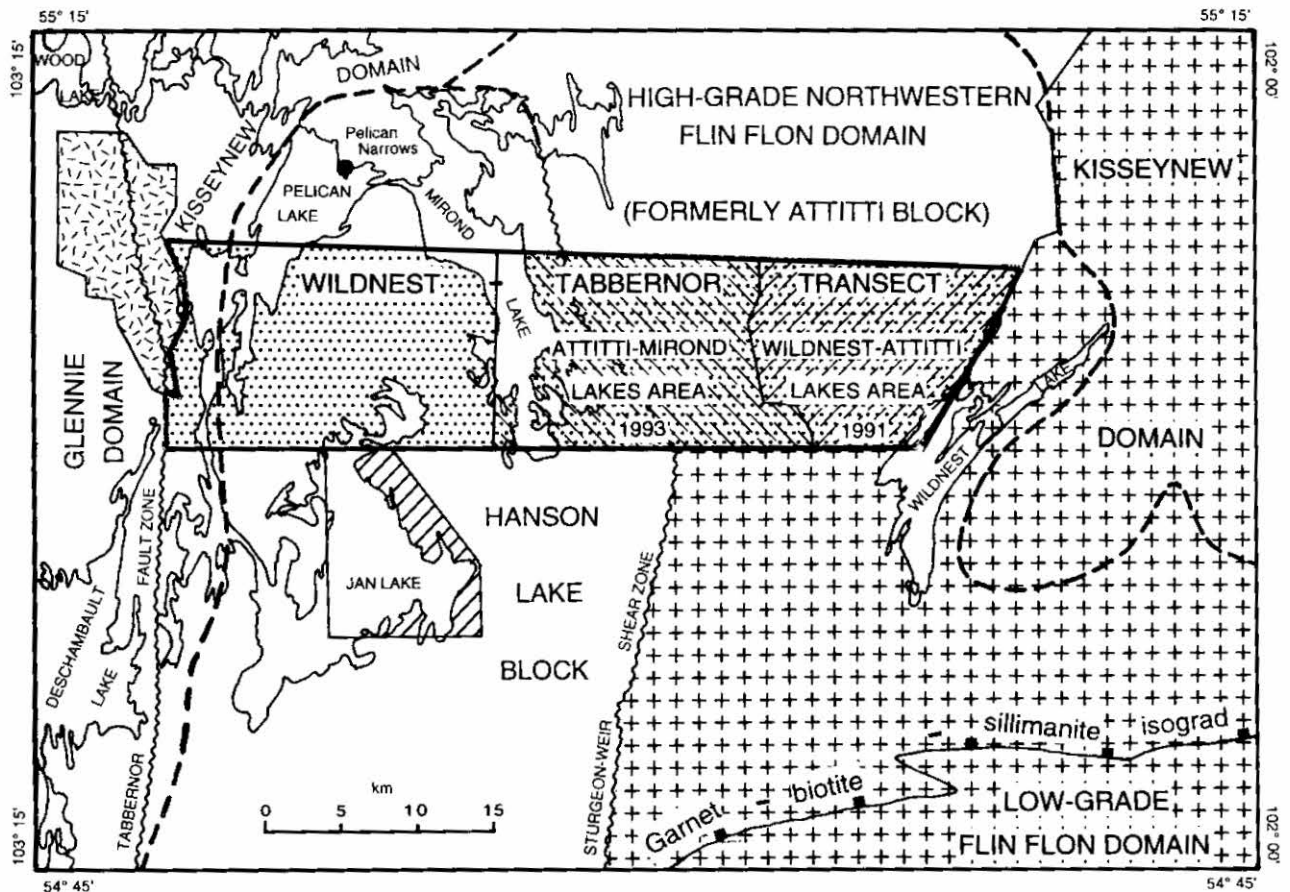 55° 15'
55° 15'
103° 15'
102° 00'
WOOD
LAKE
DOMAIN
KISSEYNEW
HIGH-GRADE NORTHWESTERN
FLIN FLON DOMAIN
(FORMERLY ATTITTI BLOCK)
Pelican
Narrows
PELICAN
LAKE
MIROND
LAKE
KISSEYNEW
DOMAIN
WILDNEST
TABBERNOR
TRANSECT
ATTITTI-MIROND
LAKES AREA
1993
WILDNEST-ATTITTI
LAKES AREA
1991
WILDNEST LAKE
GLENNIE
DOMAIN
HANSON
LAKE
BLOCK
JAN LAKE
DESCHAMBAULT
LAKE
TABBERNOR FAULT ZONE
STURGEON-WEIR SHEAR ZONE
km
0 5 10 15
Garnet - biotite - sillimanite isograd
LOW-GRADE
FLIN FLON DOMAIN
103° 15'
102° 00'
54° 45'
54° 45'